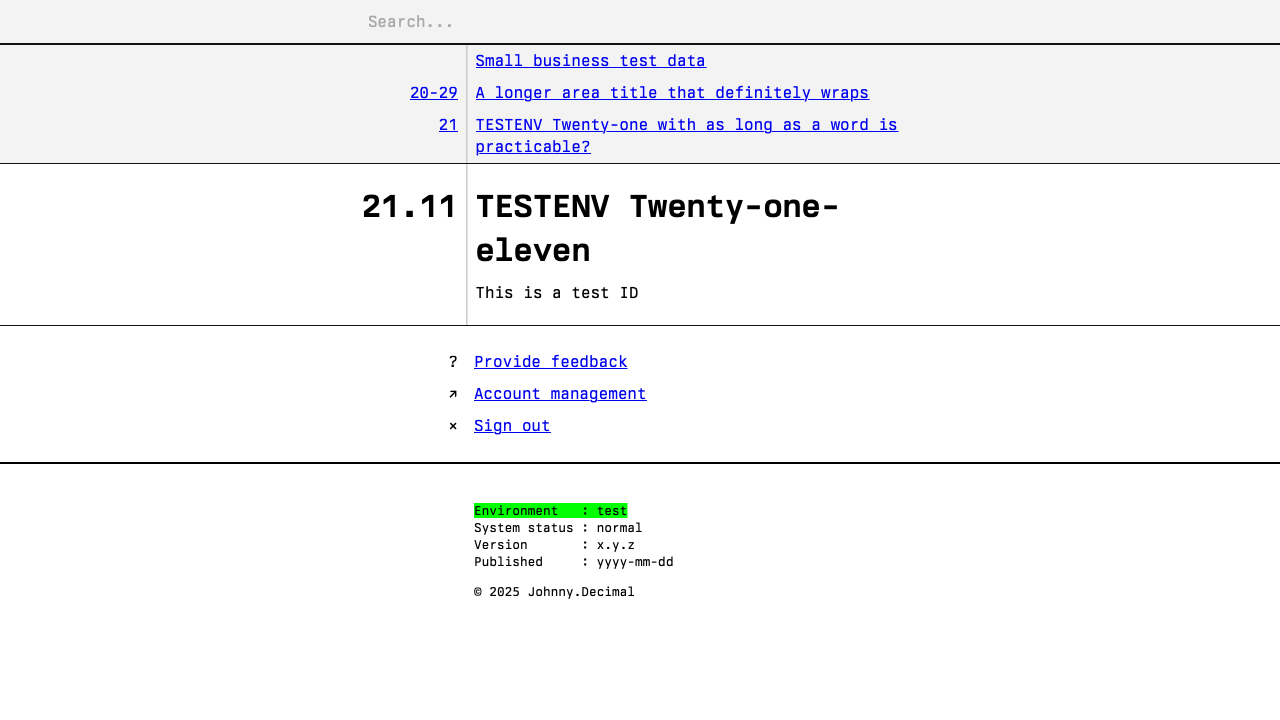 Search...
Small business test data
20-29 A longer area title that definitely wraps
21 TESTENV Twenty-one with as long as a word is
practicable?
21.11 TESTENV Twenty-one-
eleven
This is a test ID
? Provide feedback
↗ Account management
× Sign out
Environment   : test
System status : normal
Version       : x.y.z
Published     : yyyy-mm-dd
© 2025 Johnny.Decimal